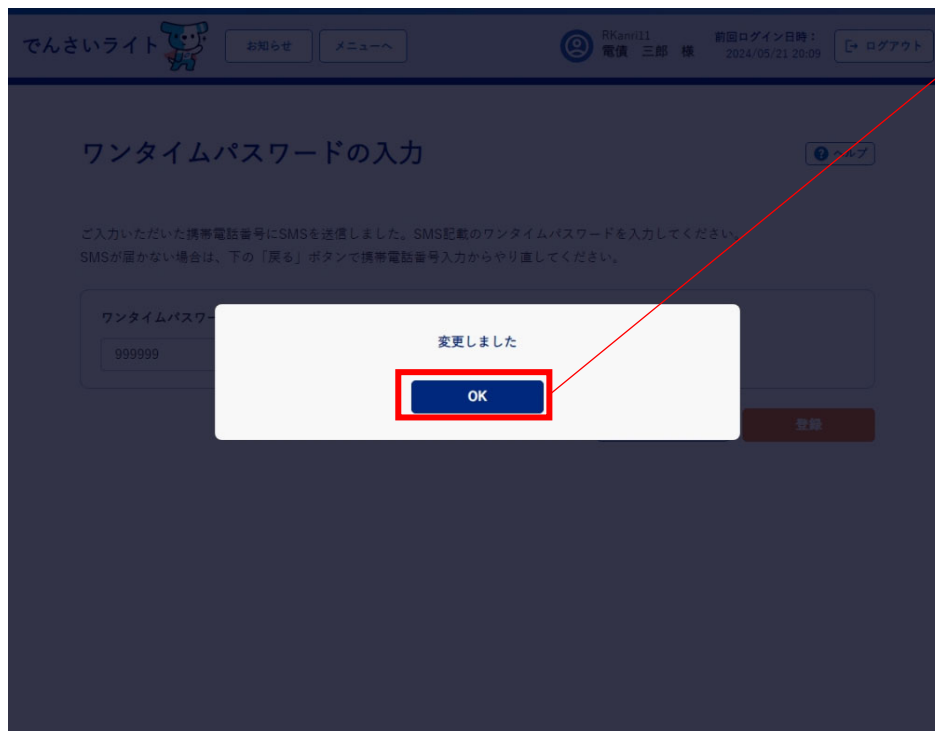 でんさいライト
お知らせ
メニューへ
RKanri11
電債 三郎 様
前回ログイン日時：
2024/05/21 20:09
ログアウト
ワンタイムパスワードの入力
ヘルプ
ご入力いただいた携帯電話番号にSMSを送信しました。SMS記載のワンタイムパスワードを入力してください。
SMSが届かない場合は、下の「戻る」ボタンで携帯電話番号入力からやり直してください。
ワンタイムパスワー
999999
変更しました
OK
登録